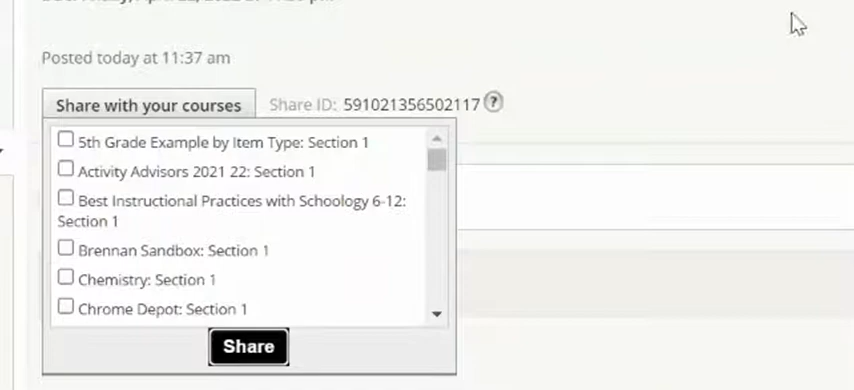 Posted today at 11:37 am
Share with your courses Share ID: 591021356502117 ?
5th Grade Example by Item Type: Section 1
Activity Advisors 2021 22: Section 1
Best Instructional Practices with Schoology 6-12:
Section 1
Brennan Sandbox: Section 1
Chemistry: Section 1
Chrome Depot: Section 1
Share